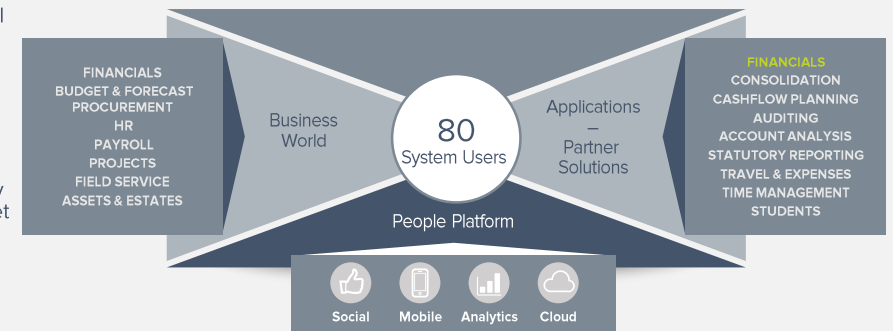 FINANCIALS
BUDGET & FORECAST
PROCUREMENT
HR
PAYROLL
PROJECTS
FIELD SERVICE
ASSETS & ESTATES
Business
World
80
System Users
Applications
–
Partner
Solutions
FINANCIALS
CONSOLIDATION
CASHFLOW PLANNING
AUDITING
ACCOUNT ANALYSIS
STATUTORY REPORTING
TRAVEL & EXPENSES
TIME MANAGEMENT
STUDENTS
People Platform
Social
Mobile
Analytics
Cloud